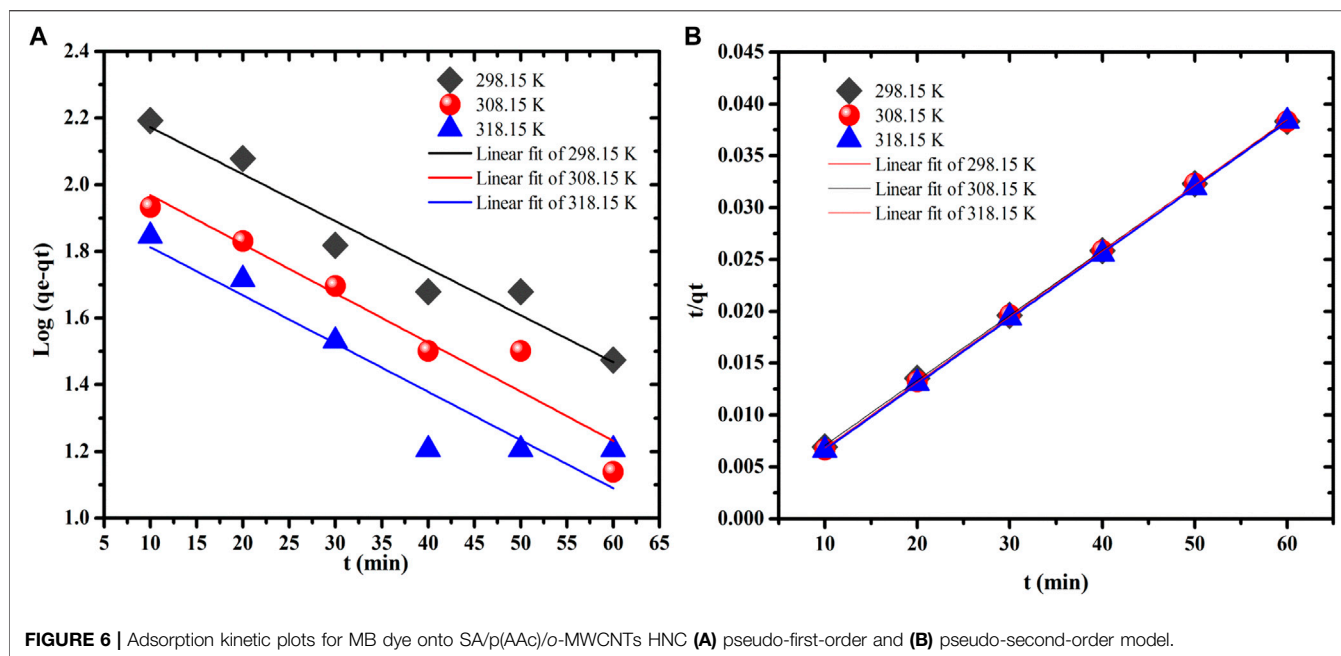 A
2.4
2.2
2.0
1.8
1.6
1.4
1.2
1.0
Log (qe-qt)
298.15 K
308.15 K
318.15 K
Linear fit of 298.15 K
Linear fit of 308.15 K
Linear fit of 318.15 K
5 10 15 20 25 30 35 40 45 50 55 60 65
t (min)
B
0.045
0.040
0.035
0.030
0.025
0.020
0.015
0.010
0.005
0.000
t/qt
298.15 K
308.15 K
318.15 K
Linear fit of 298.15 K
Linear fit of 308.15 K
Linear fit of 318.15 K
10 20 30 40 50 60
t (min)
FIGURE 6 | Adsorption kinetic plots for MB dye onto SA/p(AAc)/o-MWCNTs HNC (A) pseudo-first-order and (B) pseudo-second-order model.